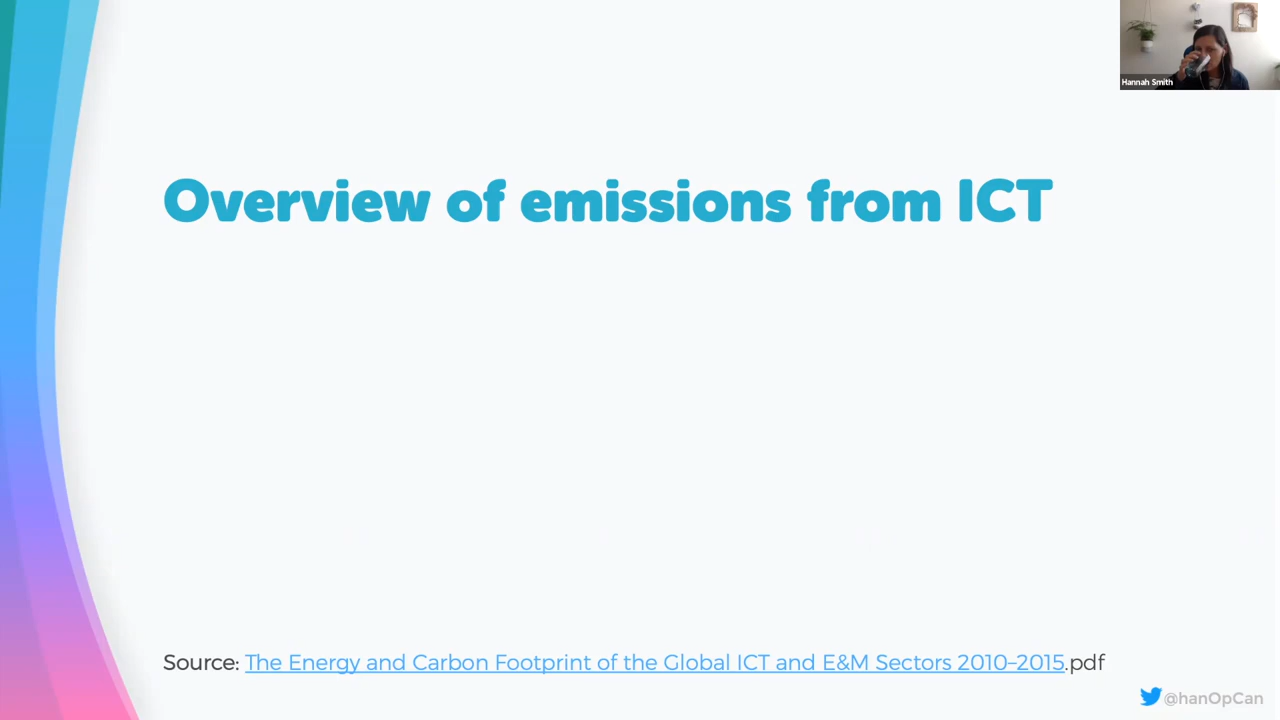 Hannah Smith
Overview of emissions from ICT
Source: The Energy and Carbon Footprint of the Global ICT and E&M Sectors 2010–2015.pdf
@hanOpCan